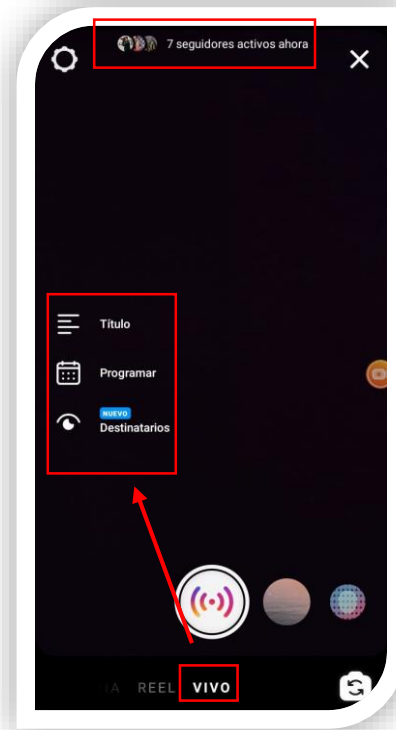 7 seguidores activos ahora
Título
Programar
NUEVO
Destinatarios
REEL VIVO